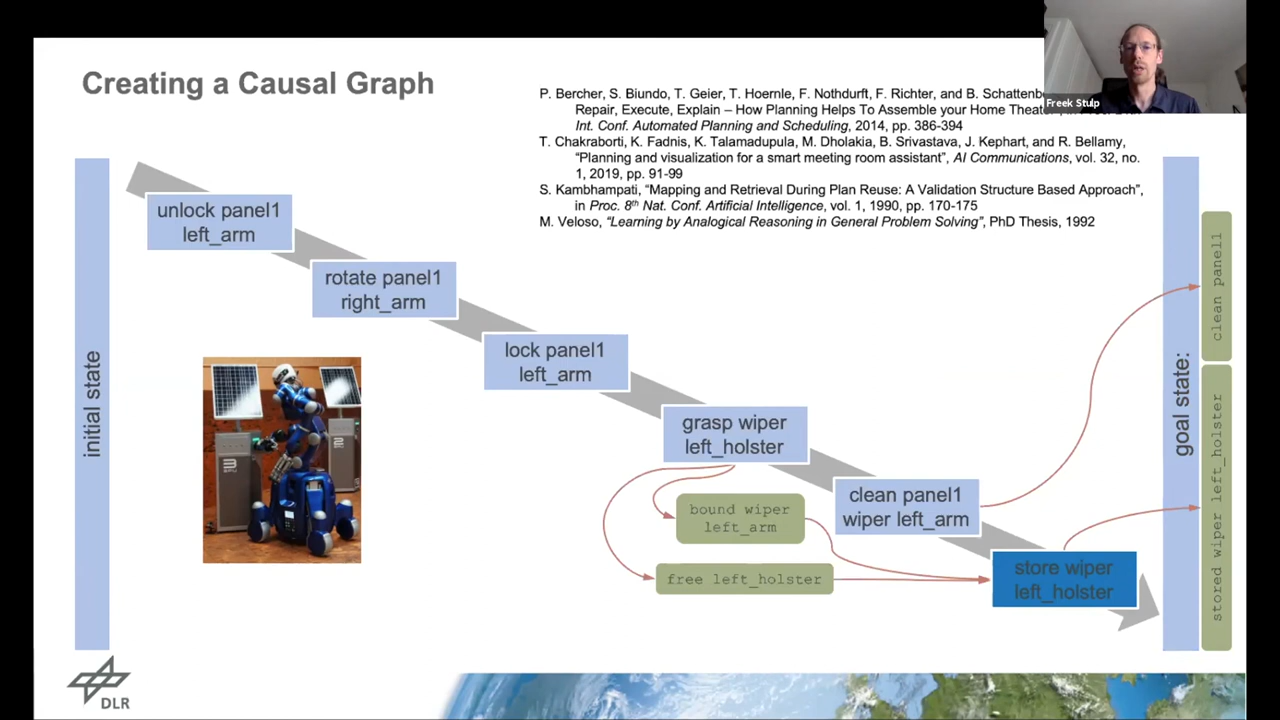 Creating a Causal Graph
P. Bercher, S. Biundo, T. Geier, T. Hoernle, F. Nothdurft, F. Richter, and B. Schattenb
Repair, Execute, Explain – How Planning Helps To Assemble your Home Theat
Int. Conf. Automated Planning and Scheduling, 2014, pp. 386-394
T. Chakraborti, K. Fadnis, K. Talamadupula, M. Dholakia, B. Srivastava, J. Kephart, and R. Bellamy,
“Planning and visualization for a smart meeting room assistant”, AI Communications, vol. 32, no.
1, 2019, pp. 91-99
S. Kambhampati, “Mapping and Retrieval During Plan Reuse: A Validation Structure Based Approach”,
in Proc. 8th Nat. Conf. Artificial Intelligence, vol. 1, 1990, pp. 170-175
M. Veloso, “Learning by Analogical Reasoning in General Problem Solving”, PhD Thesis, 1992
Freek Stulp
initial state
unlock panel1
left_arm
rotate panel1
right_arm
lock panel1
left_arm
grasp wiper
left_holster
bound wiper
left_arm
free left_holster
clean panel1
wiper left_arm
store wiper
left_holster
goal state:
clean panel1
stored wiper left_holster
DLR